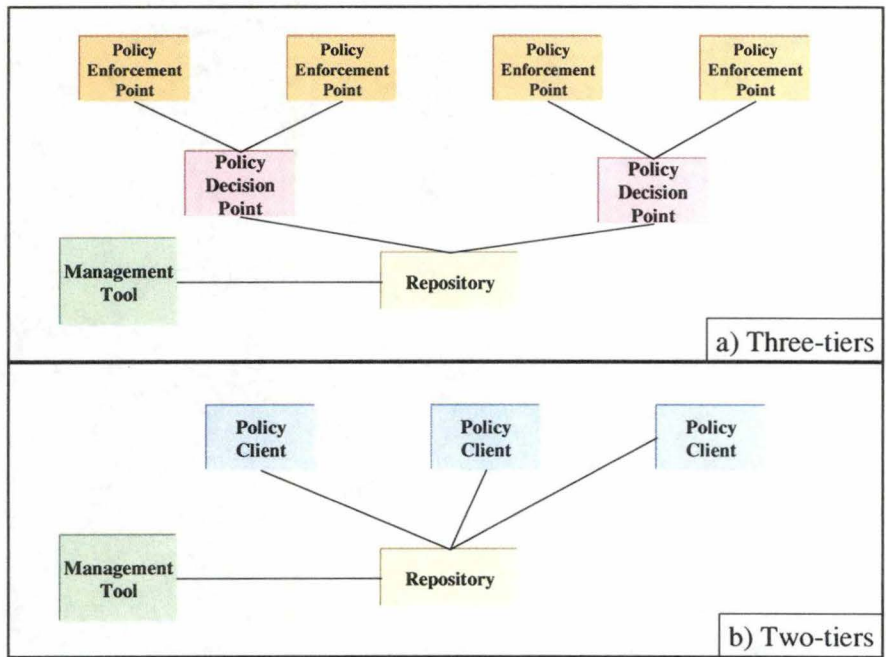 Policy
Enforcement
Point
Policy
Enforcement
Point
Policy
Enforcement
Point
Policy
Enforcement
Point
Policy
Decision
Point
Policy
Decision
Point
Management
Tool
Repository
a) Three-tiers
Policy
Client
Policy
Client
Policy
Client
Management
Tool
Repository
b) Two-tiers